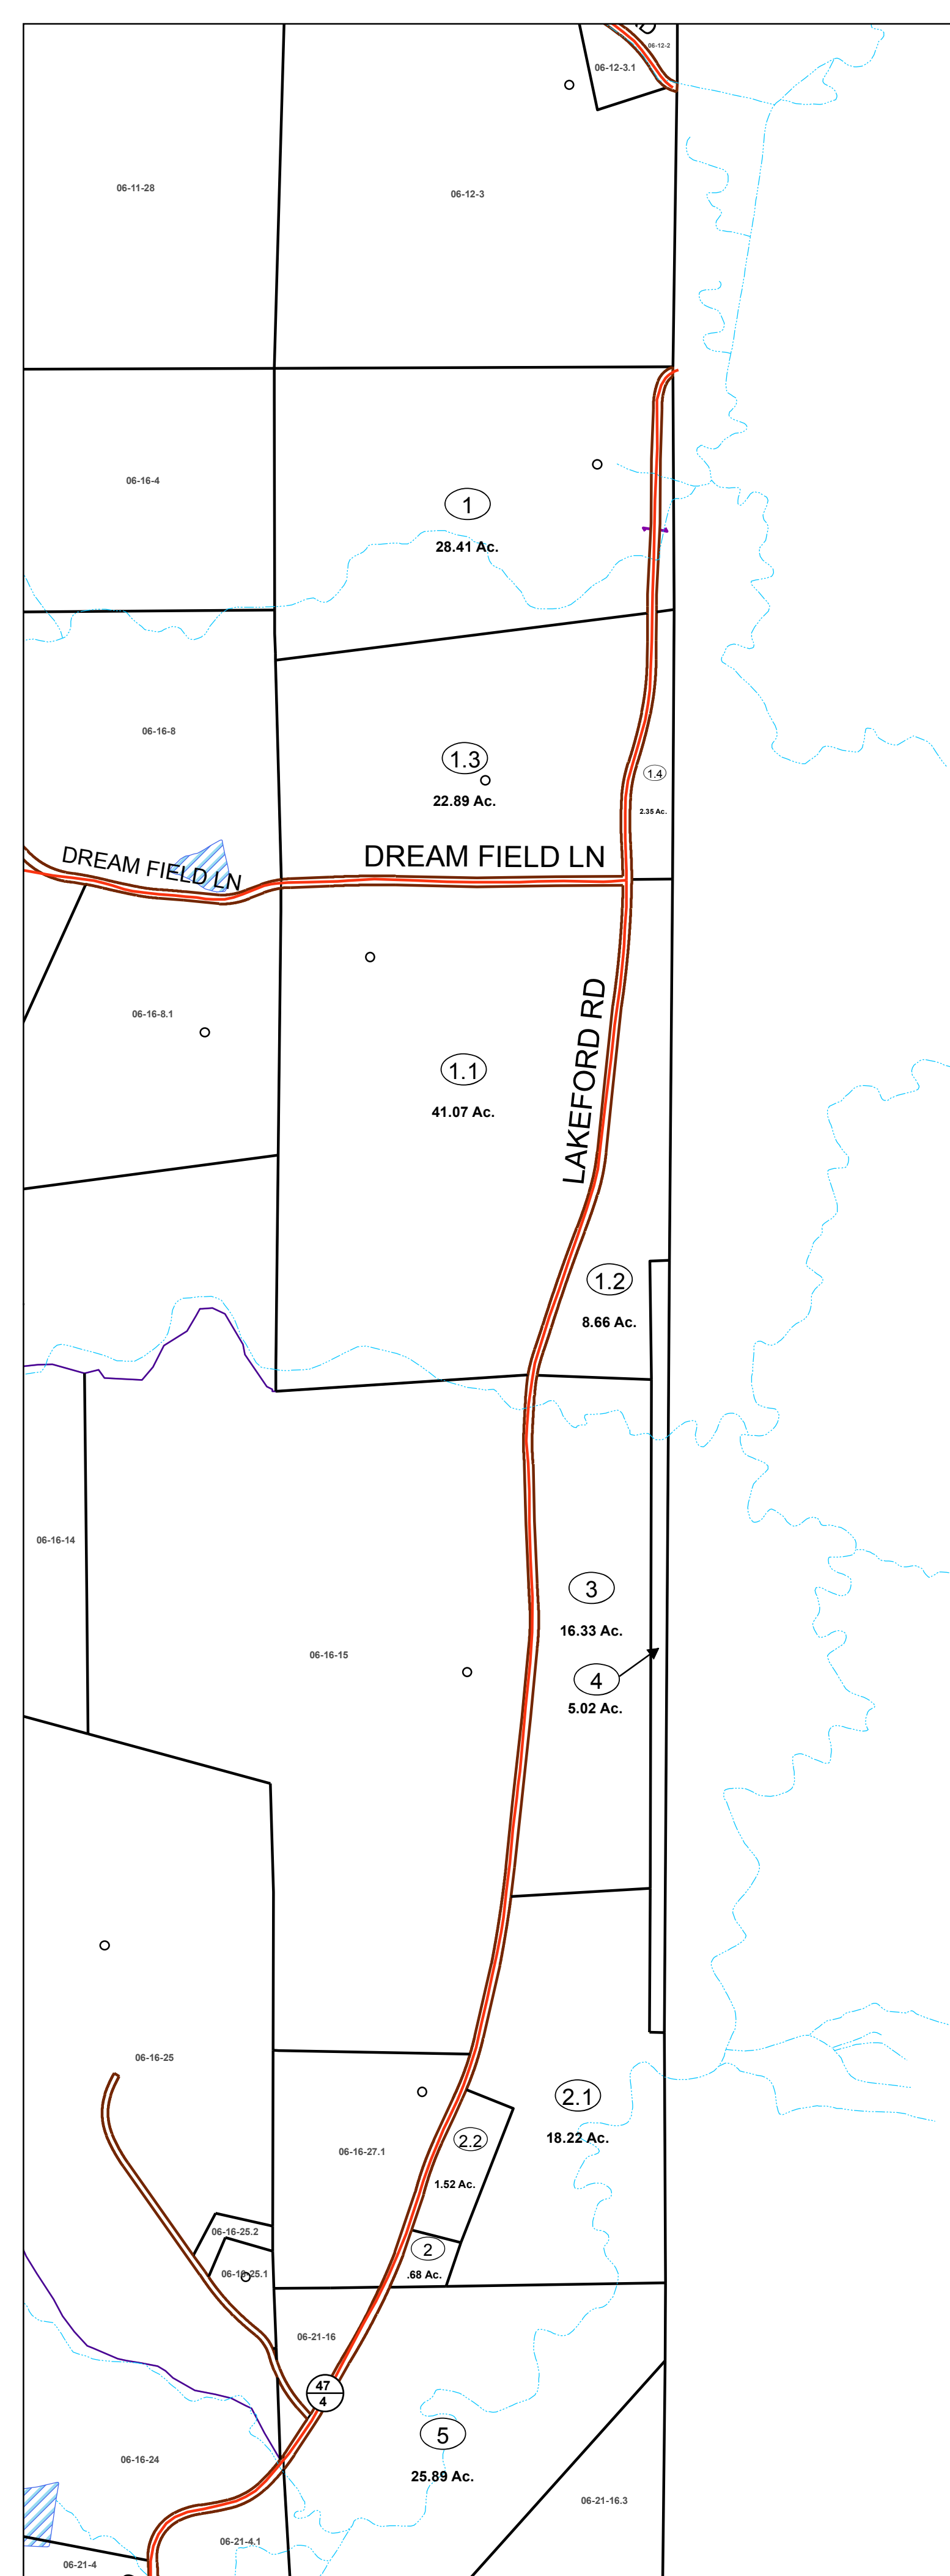 D
06-12-2
06-12-3.1
06-11-28
06-12-3
06-16-4
1
28.41 Ac.
06-16-8
1.3
22.89 Ac.
1.4
2.35 Ac.
DREAM FIELD LN
DREAM FIELD LN
06-16-8.1
LAKEFORD RD
1.1
41.07 Ac.
1.2
8.66 Ac.
06-16-14
3
16.33 Ac.
06-16-15
4
5.02 Ac.
06-16-25
2.1
18.22 Ac.
2.2
06-16-27.1
1.52 Ac.
06-16-25.2
2
.68 Ac.
06-16-25.1
06-21-16
47
4
5
25.89 Ac.
06-16-24
06-21-16.3
06-21-4.1
06-21-4